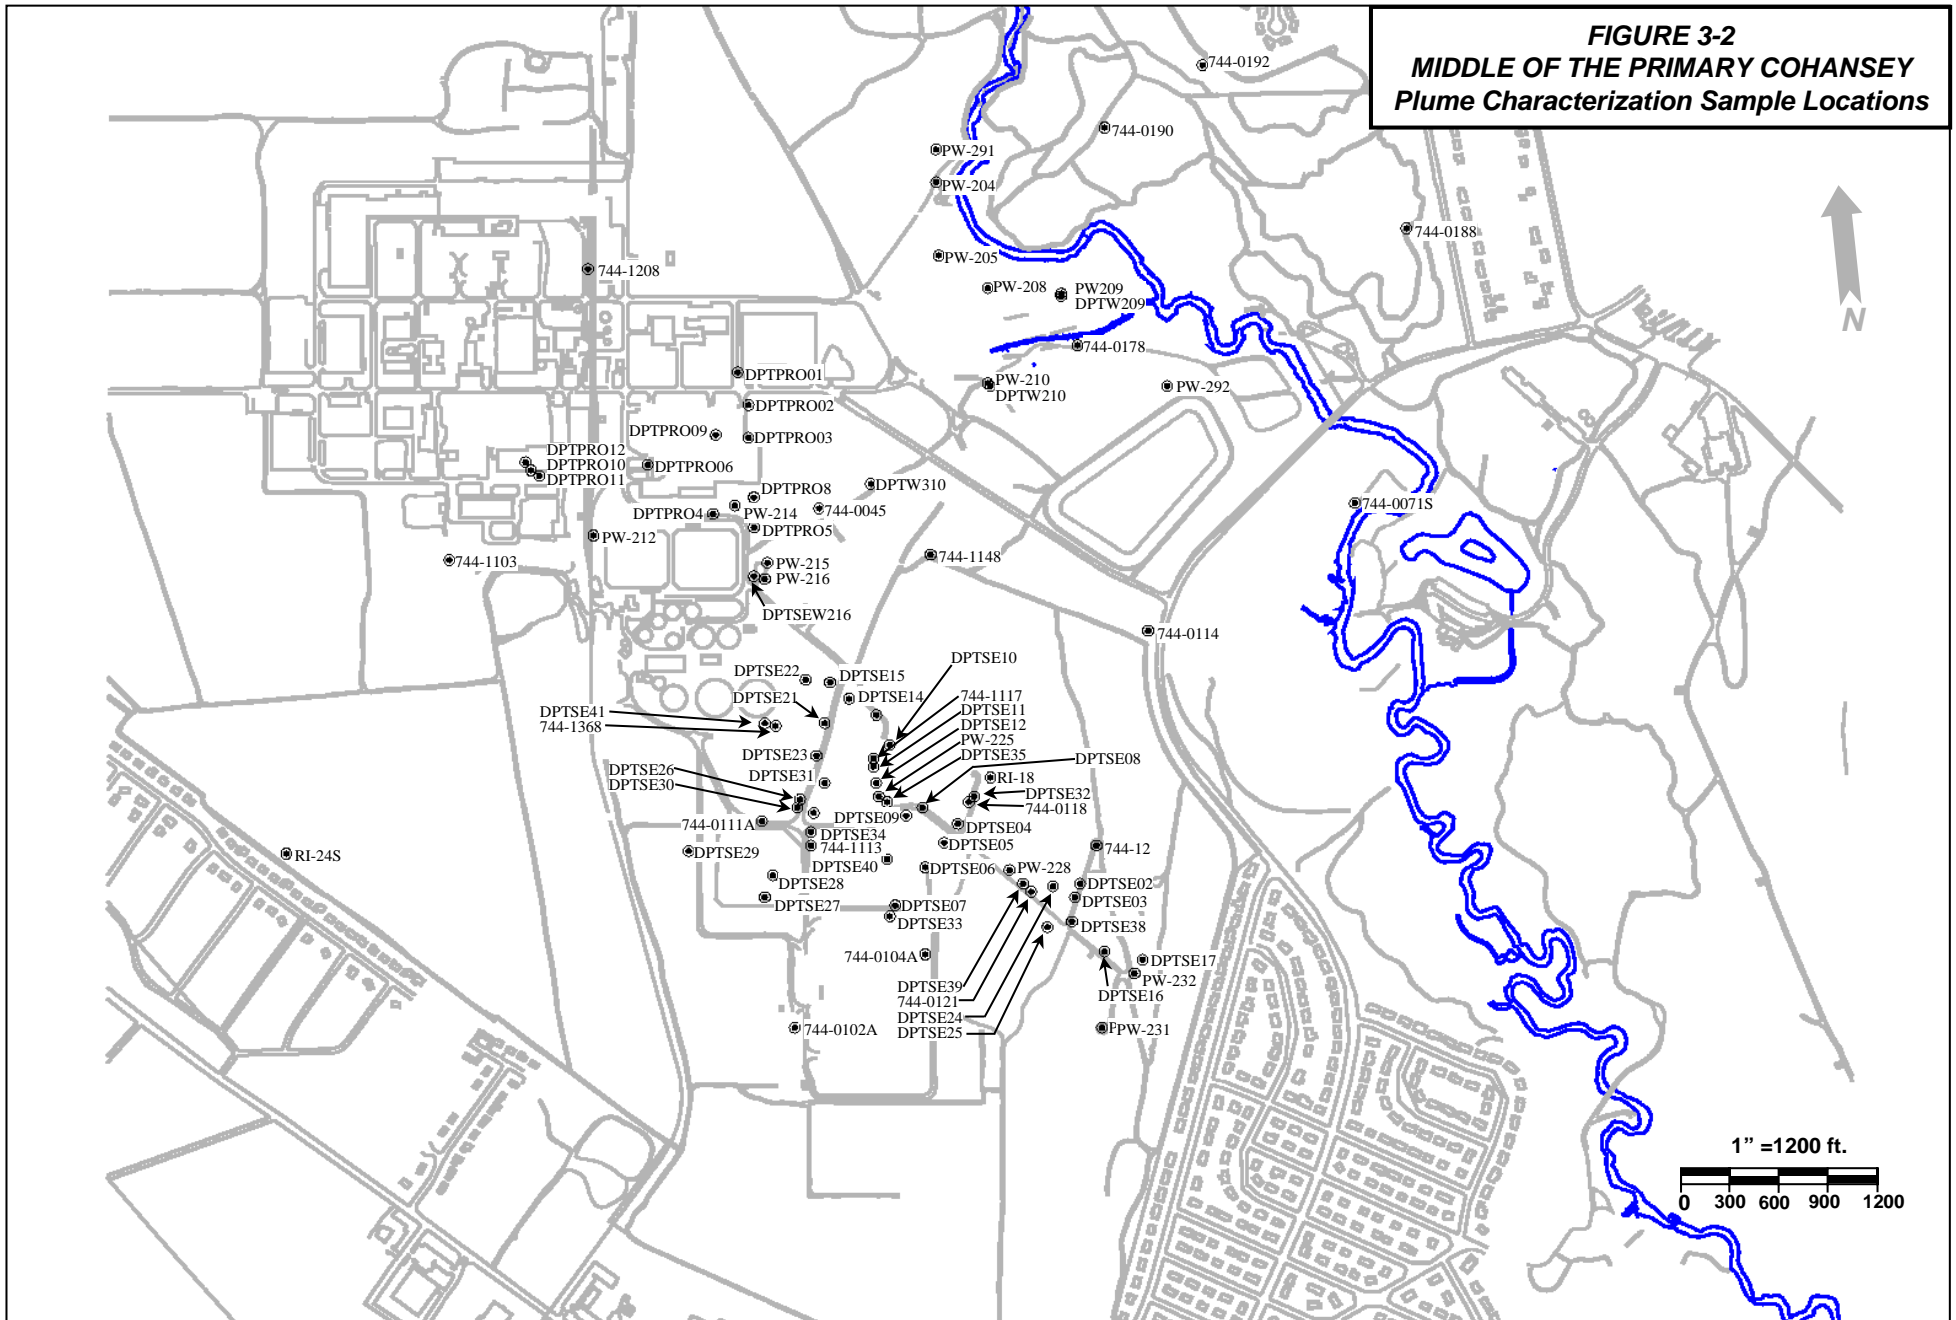 FIGURE 3-2
MIDDLE OF THE PRIMARY COHANSEY
Plume Characterization Sample Locations
744-0192
744-0190
PW-291
PW-204
744-0188
PW-205
744-1208
PW-208
PW209
DPTW209
N
744-0178
DPTPRO01
PW-210
DPTW210
PW-292
DPTPRO02
DPTPRO09
DPTPRO03
DPTPRO12
DPTPRO10
DPTPRO11
DPTPRO06
DPTW310
DPTPRO8
744-0071S
DPTPRO4
PW-214
744-0045
DPTPRO5
PW-212
744-1148
744-1103
PW-215
PW-216
DPTSEW216
744-0114
DPTSE10
DPTSE22
DPTSE15
DPTSE21
DPTSE14
744-1117
DPTSE11
DPTSE12
PW-225
DPTSE35
DPTSE41
744-1368
DPTSE23
DPTSE08
DPTSE26
DPTSE30
DPTSE31
RI-18
DPTSE32
744-0118
744-0111A
DPTSE09
DPTSE04
DPTSE34
744-1113
DPTSE05
744-12
RI-24S
DPTSE29
DPTSE40
DPTSE06
PW-228
DPTSE28
DPTSE02
DPTSE03
DPTSE27
DPTSE07
DPTSE33
DPTSE38
744-0104A
DPTSE17
PW-232
DPTSE39
744-0121
DPTSE24
DPTSE25
DPTSE16
744-0102A
PPW-231
1” =1200 ft.
0 300 600 900 1200